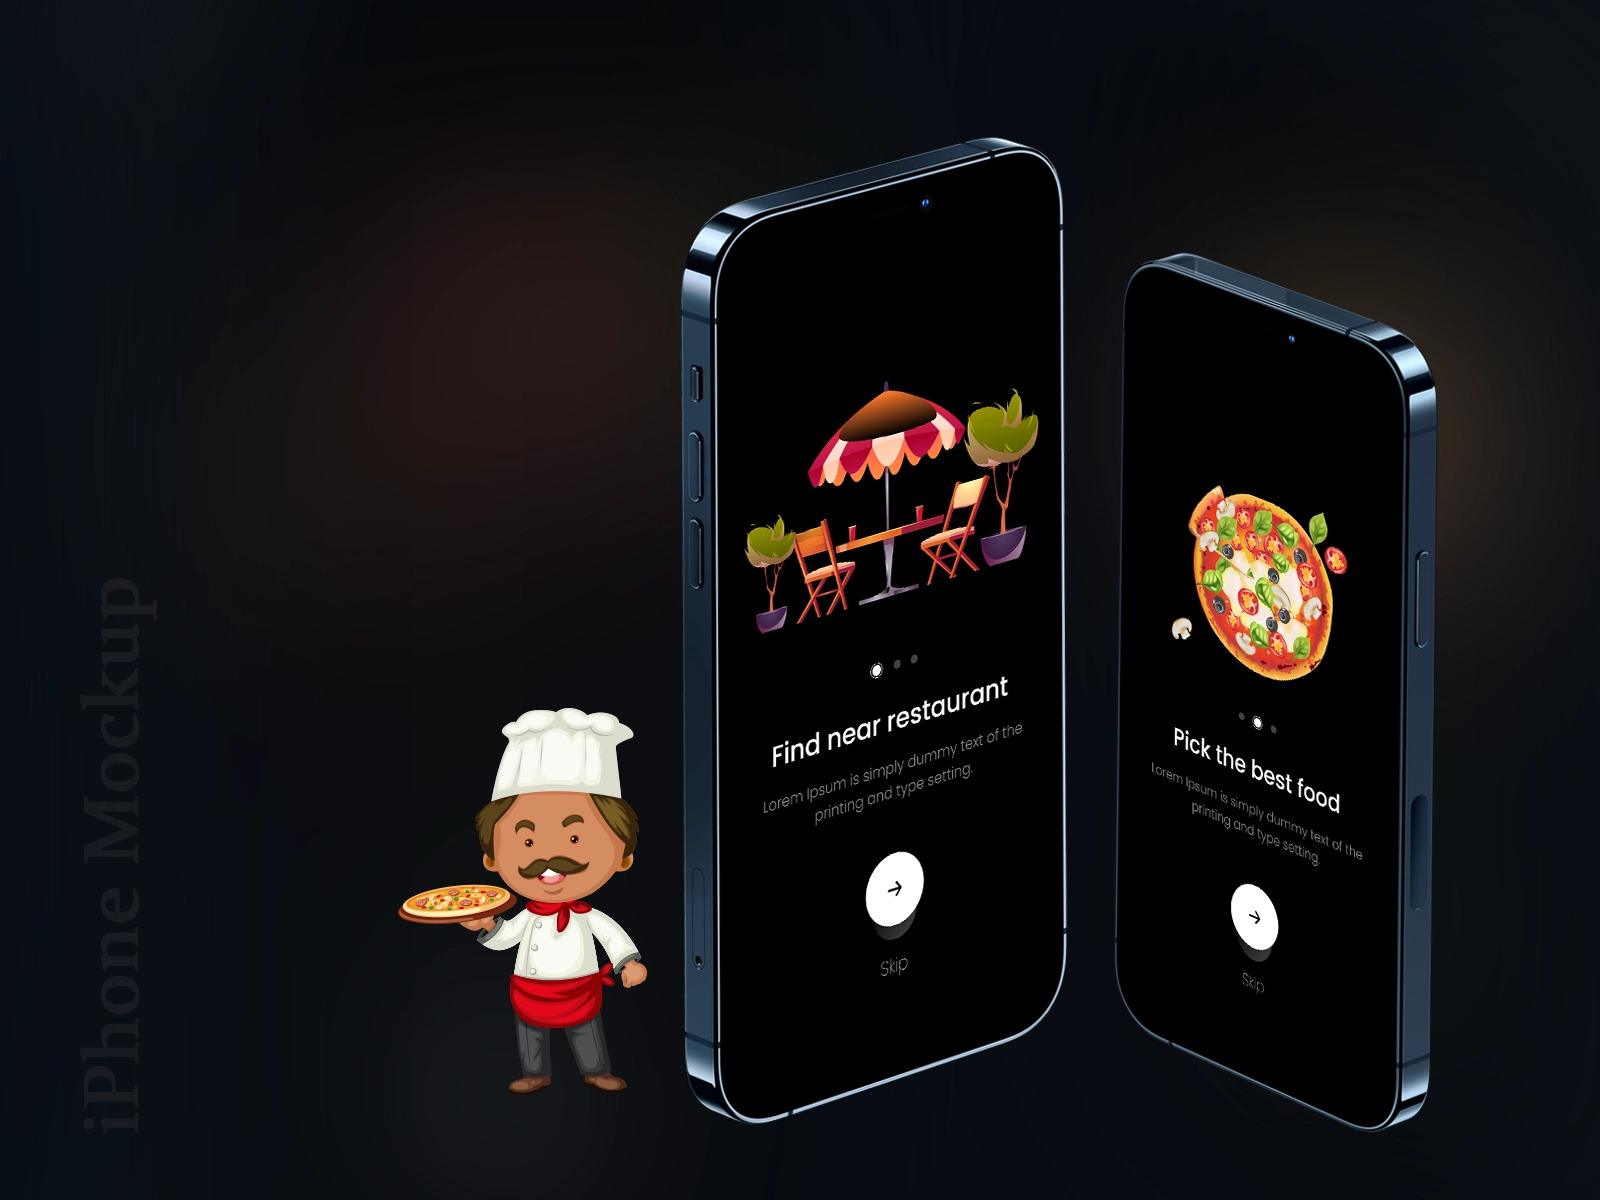 iPhone Mockup
Find near restaurant
Lorem Ipsum is simply dummy text of the
printing and type setting.
Skip
Pick the best food
Lorem Ipsum is simply dummy text of the
printing and type setting.
Skip